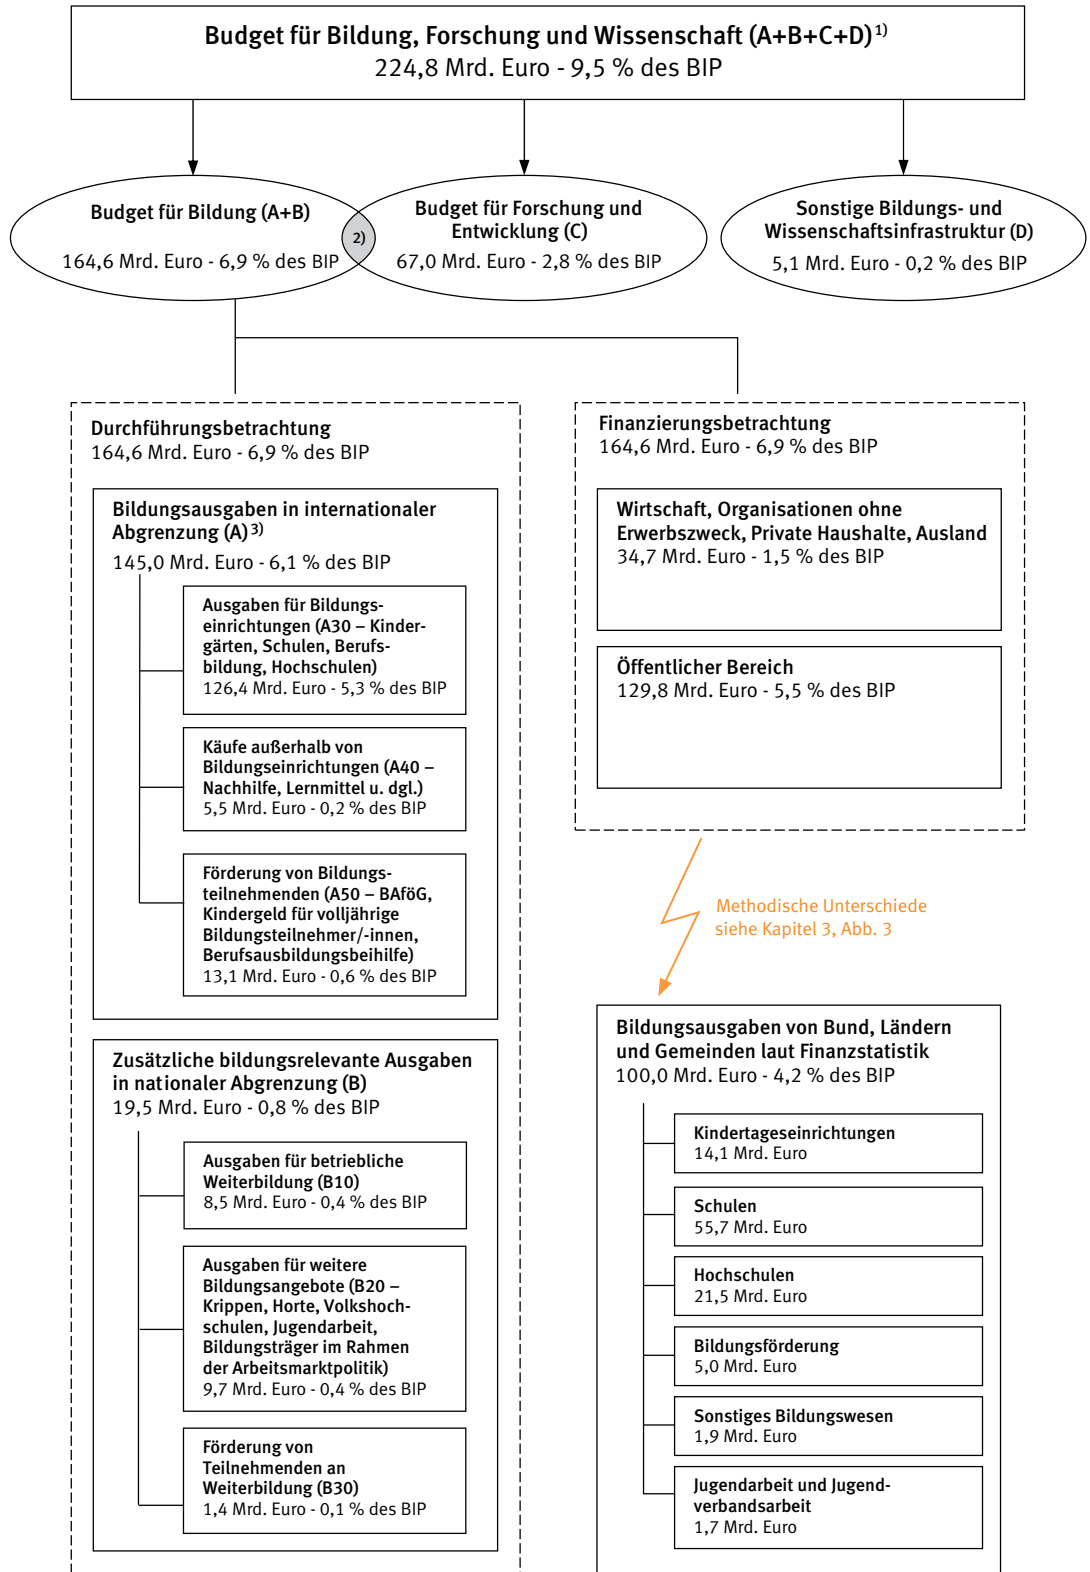 Budget für Bildung, Forschung und Wissenschaft (A+B+C+D) 1)
224,8 Mrd. Euro - 9,5 % des BIP
Budget für Bildung (A+B)
164,6 Mrd. Euro - 6,9 % des BIP
2)
Budget für Forschung und
Entwicklung (C)
67,0 Mrd. Euro - 2,8 % des BIP
Sonstige Bildungs- und
Wissenschaftsinfrastruktur (D)
5,1 Mrd. Euro - 0,2 % des BIP
Durchführungsbetrachtung
164,6 Mrd. Euro - 6,9 % des BIP
Bildungsausgaben in internationaler
Abgrenzung (A) 3)
145,0 Mrd. Euro - 6,1 % des BIP
Ausgaben für Bildungs-
einrichtungen (A30 – Kinder-
gärten, Schulen, Berufs-
bildung, Hochschulen)
126,4 Mrd. Euro - 5,3 % des BIP
Käufe außerhalb von
Bildungseinrichtungen (A40 –
Nachhilfe, Lernmittel u. dgl.)
5,5 Mrd. Euro - 0,2 % des BIP
Förderung von Bildungs-
teilnehmenden (A50 – BAföG,
Kindergeld für volljährige
Bildungsteilnehmer/-innen,
Berufsausbildungsbeihilfe)
13,1 Mrd. Euro - 0,6 % des BIP
Zusätzliche bildungsrelevante Ausgaben
in nationaler Abgrenzung (B)
19,5 Mrd. Euro - 0,8 % des BIP
Ausgaben für betriebliche
Weiterbildung (B10)
8,5 Mrd. Euro - 0,4 % des BIP
Ausgaben für weitere
Bildungsangebote (B20 –
Krippen, Horte, Volkshoch-
schulen, Jugendarbeit,
Bildungsträger im Rahmen
der Arbeitsmarktpolitik)
9,7 Mrd. Euro - 0,4 % des BIP
Förderung von
Teilnehmenden an
Weiterbildung (B30)
1,4 Mrd. Euro - 0,1 % des BIP
Finanzierungsbetrachtung
164,6 Mrd. Euro - 6,9 % des BIP
Wirtschaft, Organisationen ohne
Erwerbszweck, Private Haushalte, Ausland
34,7 Mrd. Euro - 1,5 % des BIP
Öffentlicher Bereich
129,8 Mrd. Euro - 5,5 % des BIP
Methodische Unterschiede
siehe Kapitel 3, Abb. 3
Bildungsausgaben von Bund, Ländern
und Gemeinden laut Finanzstatistik
100,0 Mrd. Euro - 4,2 % des BIP
Kindertageseinrichtungen
14,1 Mrd. Euro
Schulen
55,7 Mrd. Euro
Hochschulen
21,5 Mrd. Euro
Bildungsförderung
5,0 Mrd. Euro
Sonstiges Bildungswesen
1,9 Mrd. Euro
Jugendarbeit und Jugend-
verbandsarbeit
1,7 Mrd. Euro